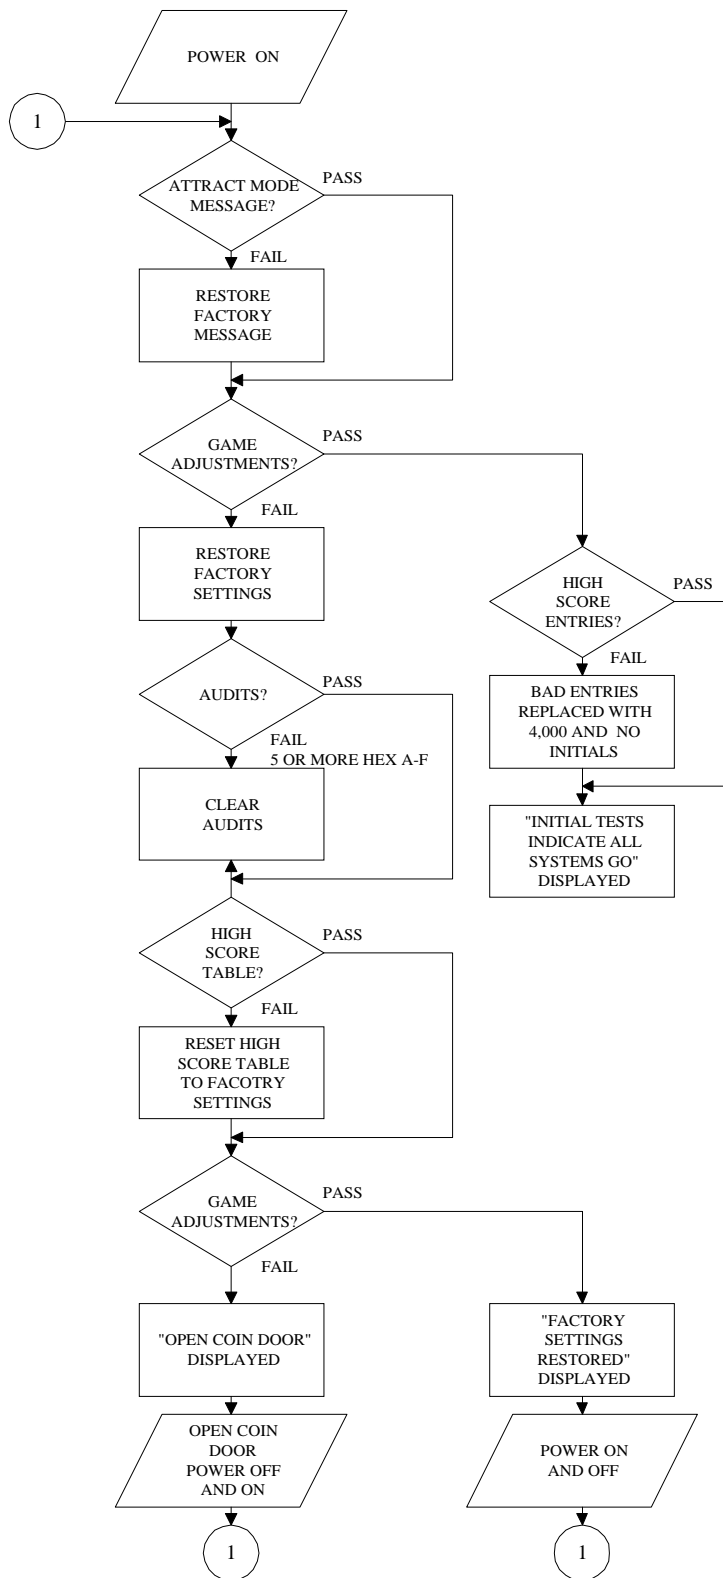 POWER ON
1
ATTRACT MODE
MESSAGE?
PASS
FAIL
RESTORE
FACTORY
MESSAGE
GAME
ADJUSTMENTS?
PASS
FAIL
RESTORE
FACTORY
SETTINGS
HIGH
SCORE
ENTRIES?
PASS
FAIL
BAD ENTRIES
REPLACED WITH
4,000 AND NO
INITIALS
"INITIAL TESTS
INDICATE ALL
SYSTEMS GO"
DISPLAYED
AUDITS?
PASS
FAIL
5 OR MORE HEX A-F
CLEAR
AUDITS
HIGH
SCORE
TABLE?
PASS
FAIL
RESET HIGH
SCORE TABLE
TO FACOTRY
SETTINGS
GAME
ADJUSTMENTS?
PASS
FAIL
"OPEN COIN DOOR"
DISPLAYED
"FACTORY
SETTINGS
RESTORED"
DISPLAYED
OPEN COIN
DOOR
POWER OFF
AND ON
POWER ON
AND OFF
1
1